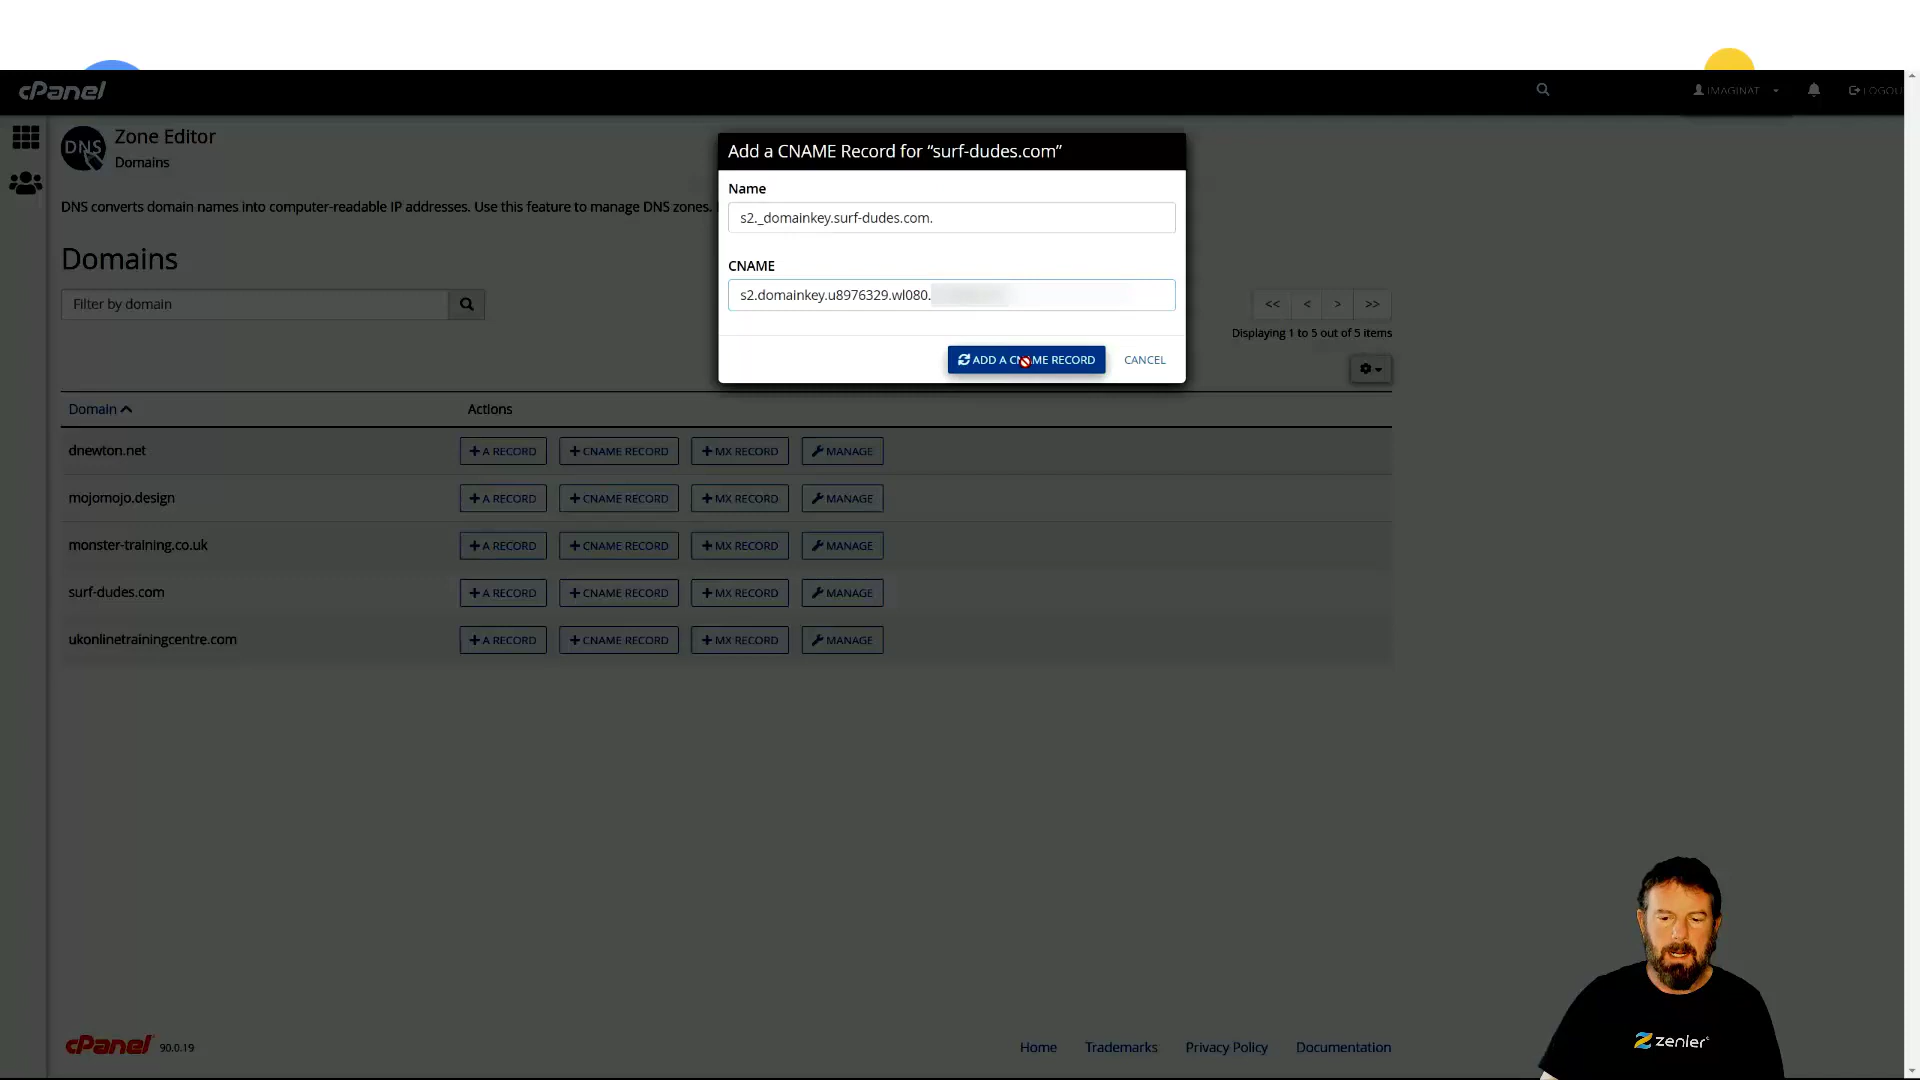 cPanel
IMAGINAT
LOGOU
DNS
Zone Editor
Domains
DNS converts domain names into computer-readable IP addresses. Use this feature to manage DNS zones.
Add a CNAME Record for “surf-dudes.com”
Name
s2._domainkey.surf-dudes.com.
CNAME
s2.domainkey.u8976329.wl080.
ADD A CNAME RECORD
CANCEL
Domains
Filter by domain
<< < > >>
Displaying 1 to 5 out of 5 items
Domain Actions
dnewton.net + A RECORD + CNAME RECORD + MX RECORD MANAGE
mojomojo.design + A RECORD + CNAME RECORD + MX RECORD MANAGE
monster-training.co.uk + A RECORD + CNAME RECORD + MX RECORD MANAGE
surf-dudes.com + A RECORD + CNAME RECORD + MX RECORD MANAGE
ukonlinetrainingcentre.com + A RECORD + CNAME RECORD + MX RECORD MANAGE
zenler
cPanel 90.0.19
Home Trademarks Privacy Policy Documentation